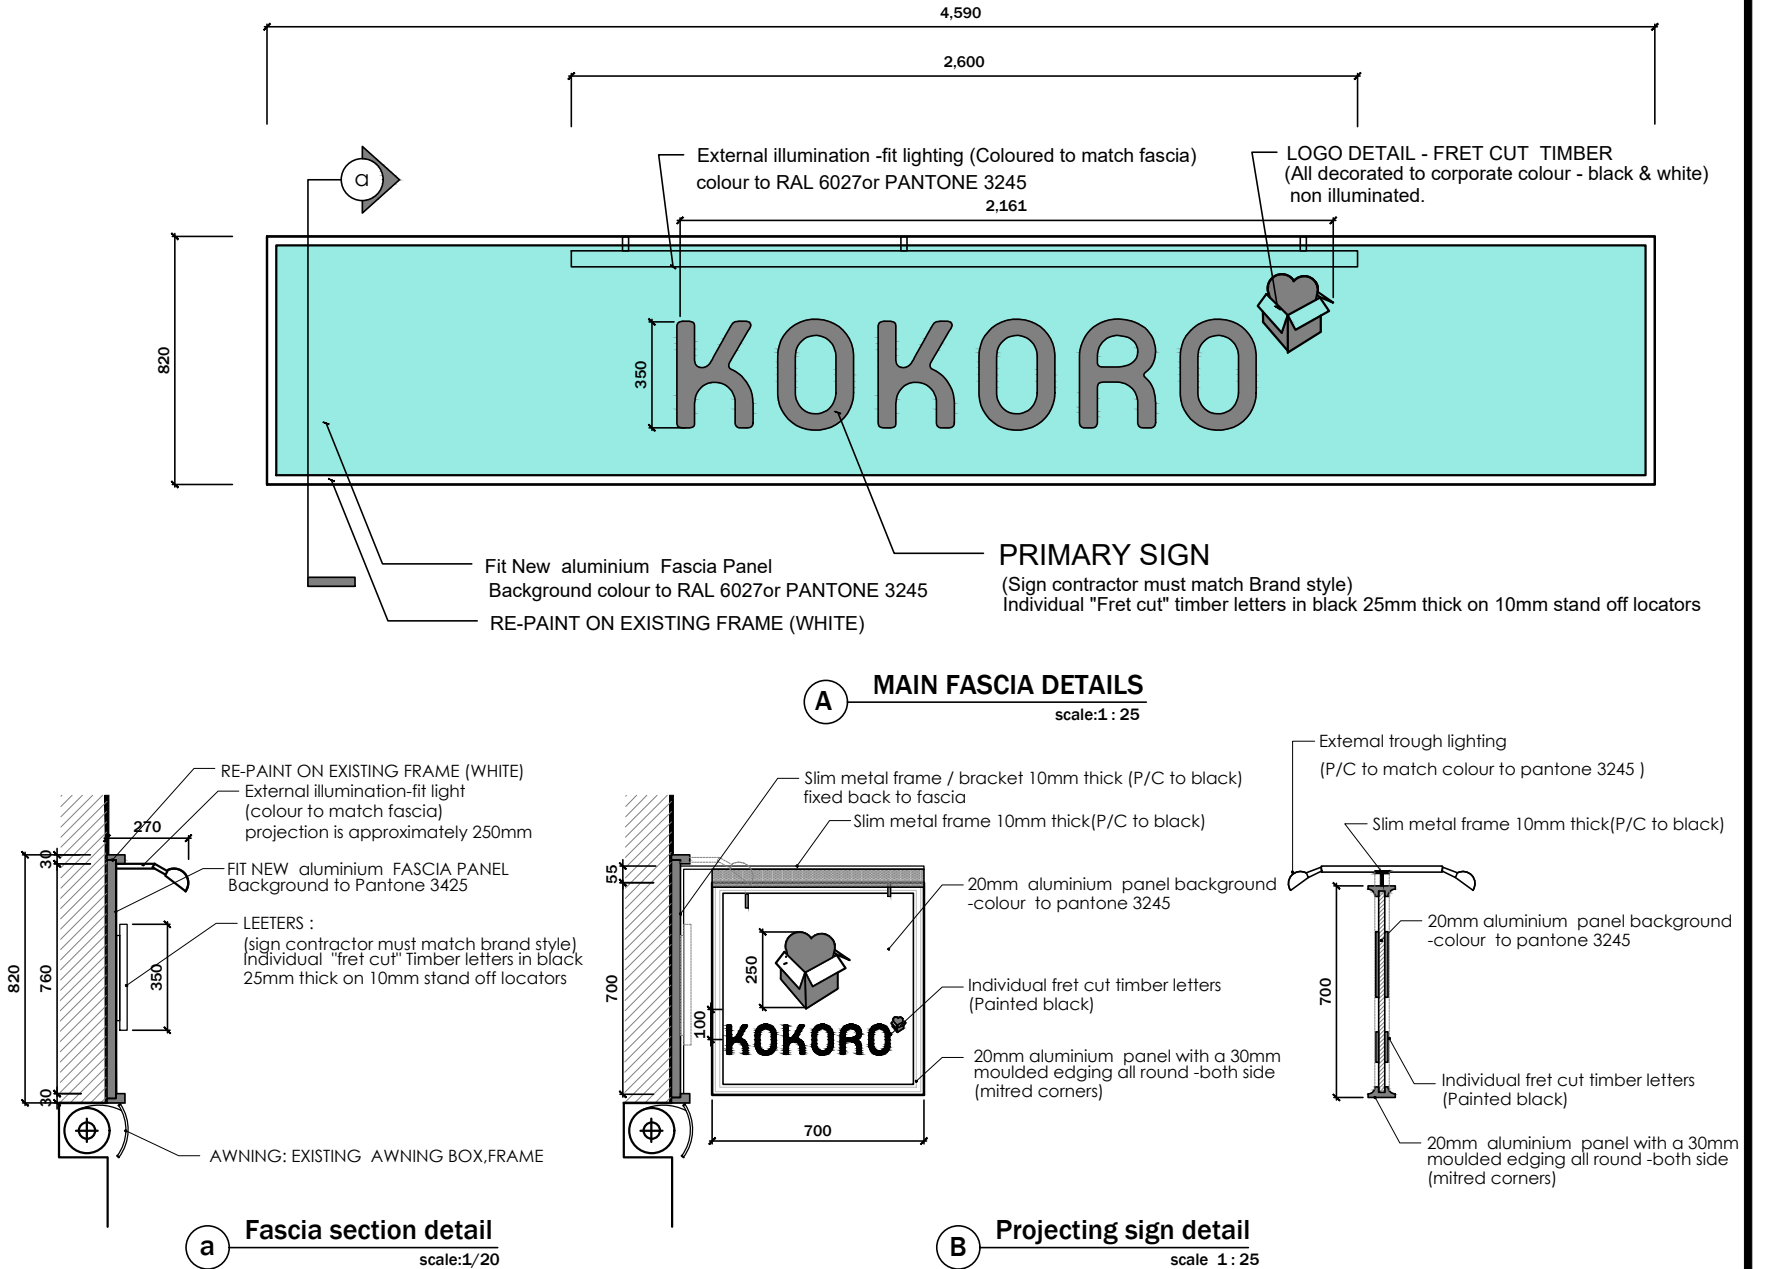 4,590
2,600
External illumination -fit lighting (Coloured to match fascia)
colour to RAL 6027or PANTONE 3245
LOGO DETAIL - FRET CUT TIMBER
(All decorated to corporate colour - black & white)
non illuminated.
a
2,161
820
350
KOKORO
Fit New aluminium Fascia Panel
Background colour to RAL 6027or PANTONE 3245
RE-PAINT ON EXISTING FRAME (WHITE)
PRIMARY SIGN
(Sign contractor must match Brand style)
Individual "Fret cut" timber letters in black 25mm thick on 10mm stand off locators
A
MAIN FASCIA DETAILS
scale:1 : 25
RE-PAINT ON EXISTING FRAME (WHITE)
External illumination-fit light
(colour to match fascia)
projection is approximately 250mm
270
30
FIT NEW aluminium FASCIA PANEL
Background to Pantone 3425
LEETERS :
(sign contractor must match brand style)
Individual "fret cut" Timber letters in black
25mm thick on 10mm stand off locators
820
760
350
30
AWNING: EXISTING AWNING BOX,FRAME
a
Fascia section detail
scale:1/20
Slim metal frame / bracket 10mm thick (P/C to black)
fixed back to fascia
Slim metal frame 10mm thick(P/C to black)
55
20mm aluminium panel background
-colour to pantone 3245
250
700
100
KOKORO
Individual fret cut timber letters
(Painted black)
20mm aluminium panel with a 30mm
moulded edging all round -both side
(mitred corners)
700
External trough lighting
(P/C to match colour to pantone 3245 )
Slim metal frame 10mm thick(P/C to black)
20mm aluminium panel background
-colour to pantone 3245
700
Individual fret cut timber letters
(Painted black)
20mm aluminium panel with a 30mm
moulded edging all round -both side
(mitred corners)
B
Projecting sign detail
scale 1 : 25